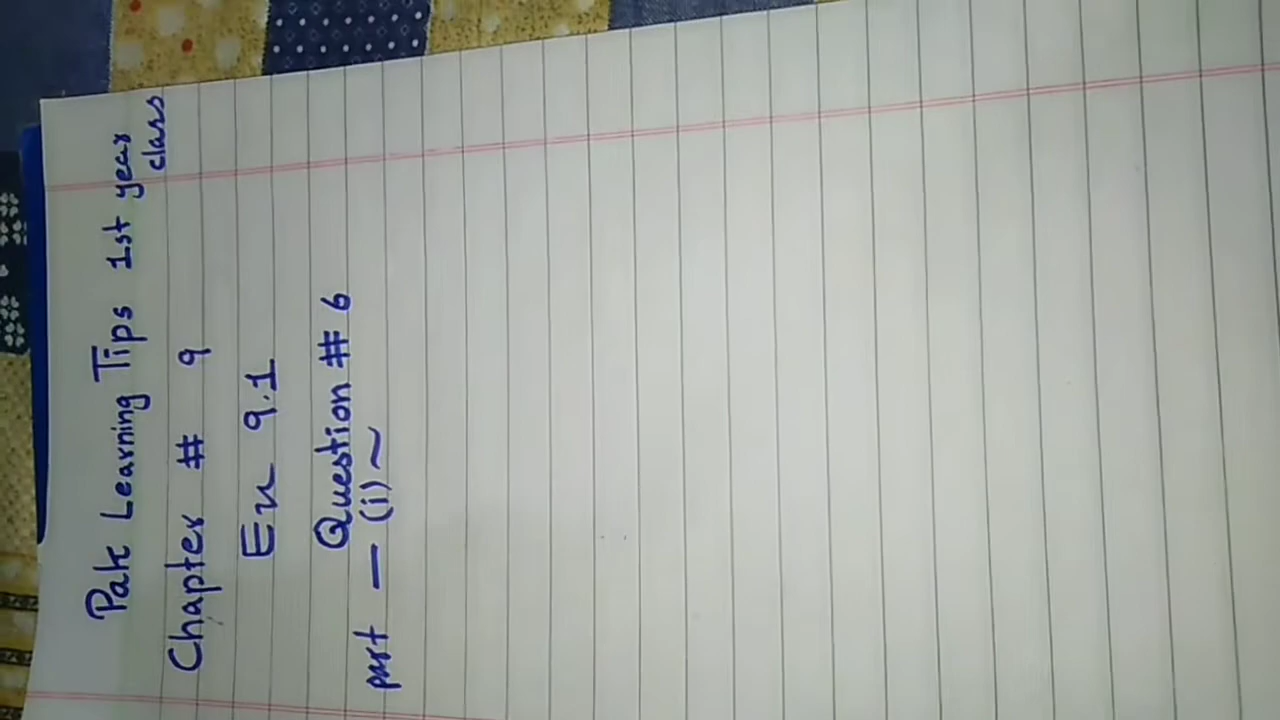 Pak Learning Tips 1st year
class
Chapter # 9
Ex 9.1
Question # 6
part - (i) ~